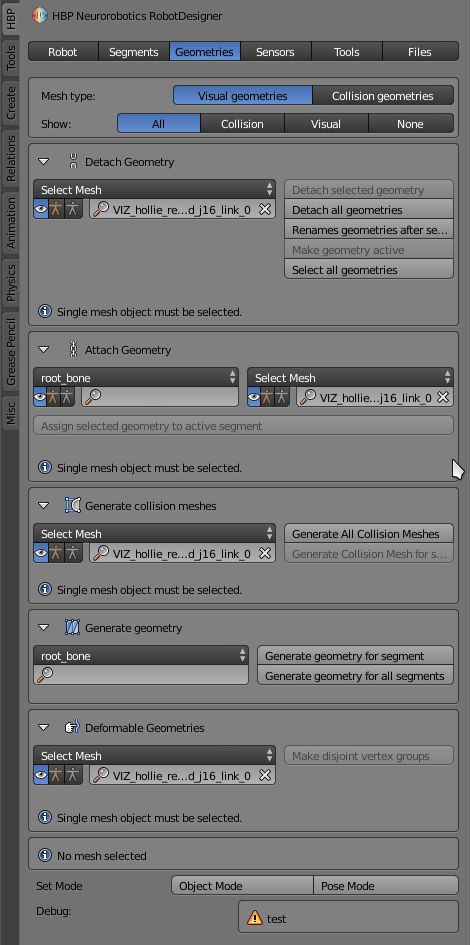 HBP Neurorobotics RobotDesigner
HBP
Tools
Create
Relations
Animation
Physics
Grease Pencil
Misc
Robot Segments Geometries Sensors Tools Files
Mesh type: Visual geometries Collision geometries
Show: All Collision Visual None
Detach Geometry
Select Mesh
VIZ_hollie_re...d_j16_link_0
Detach selected geometry
Detach all geometries
Renames geometries after se...
Make geometry active
Select all geometries
Single mesh object must be selected.
Attach Geometry
root_bone Select Mesh
VIZ_hollie...j16_link_0
Assign selected geometry to active segment
Single mesh object must be selected.
Generate collision meshes
Select Mesh Generate All Collision Meshes
VIZ_hollie_re...d_j16_link_0 Generate Collision Mesh for s...
Single mesh object must be selected.
Generate geometry
root_bone Generate geometry for segment
Generate geometry for all segments
Deformable Geometries
Select Mesh Make disjoint vertex groups
VIZ_hollie_re...d_j16_link_0
Single mesh object must be selected.
No mesh selected
Set Mode Object Mode Pose Mode
Debug: test